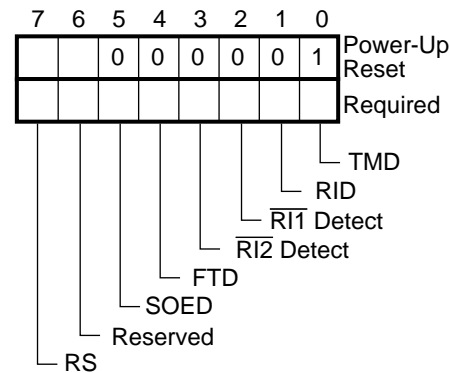 7 6 5 4 3 2 1 0
0 0 0 0 0 1 Power-Up Reset
Required
TMD
RID
RI1 Detect
RI2 Detect
FTD
SOED
Reserved
RS